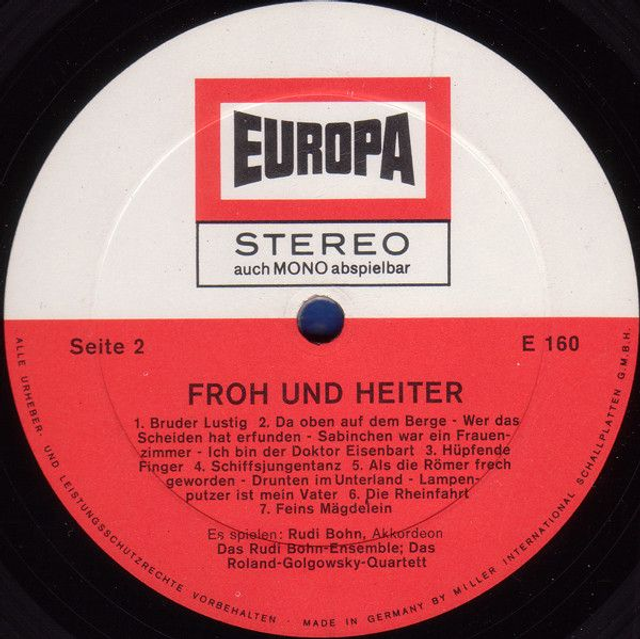 EUROPA
STEREO
auch MONO abspielbar
Seite 2
E 160
FROH UND HEITER
1. Bruder Lustig 2. Da oben auf dem Berge - Wer das
Scheiden hat erfunden - Sabinchen war ein Frauen-
zimmer - Ich bin der Doktor Eisenbart 3. Hüpfende
Finger 4. Schiffsjungentanz 5. Als die Römer frech
geworden - Drunten im Unterland - Lampen-
putzer ist mein Vater 6. Die Rheinfahrt
7. Feins Mägdelein
Es spielen: Rudi Bohn, Akkordeon
Das Rudi Bohn-Ensemble; Das
Roland-Golgowsky-Quartett
ALLE URHEBER- UND LEISTUNGSSCHUTZRECHTE VORBEHALTEN · MADE IN GERMANY BY MILLER INTERNATIONAL SCHALLPLATTEN G.M.B.H.